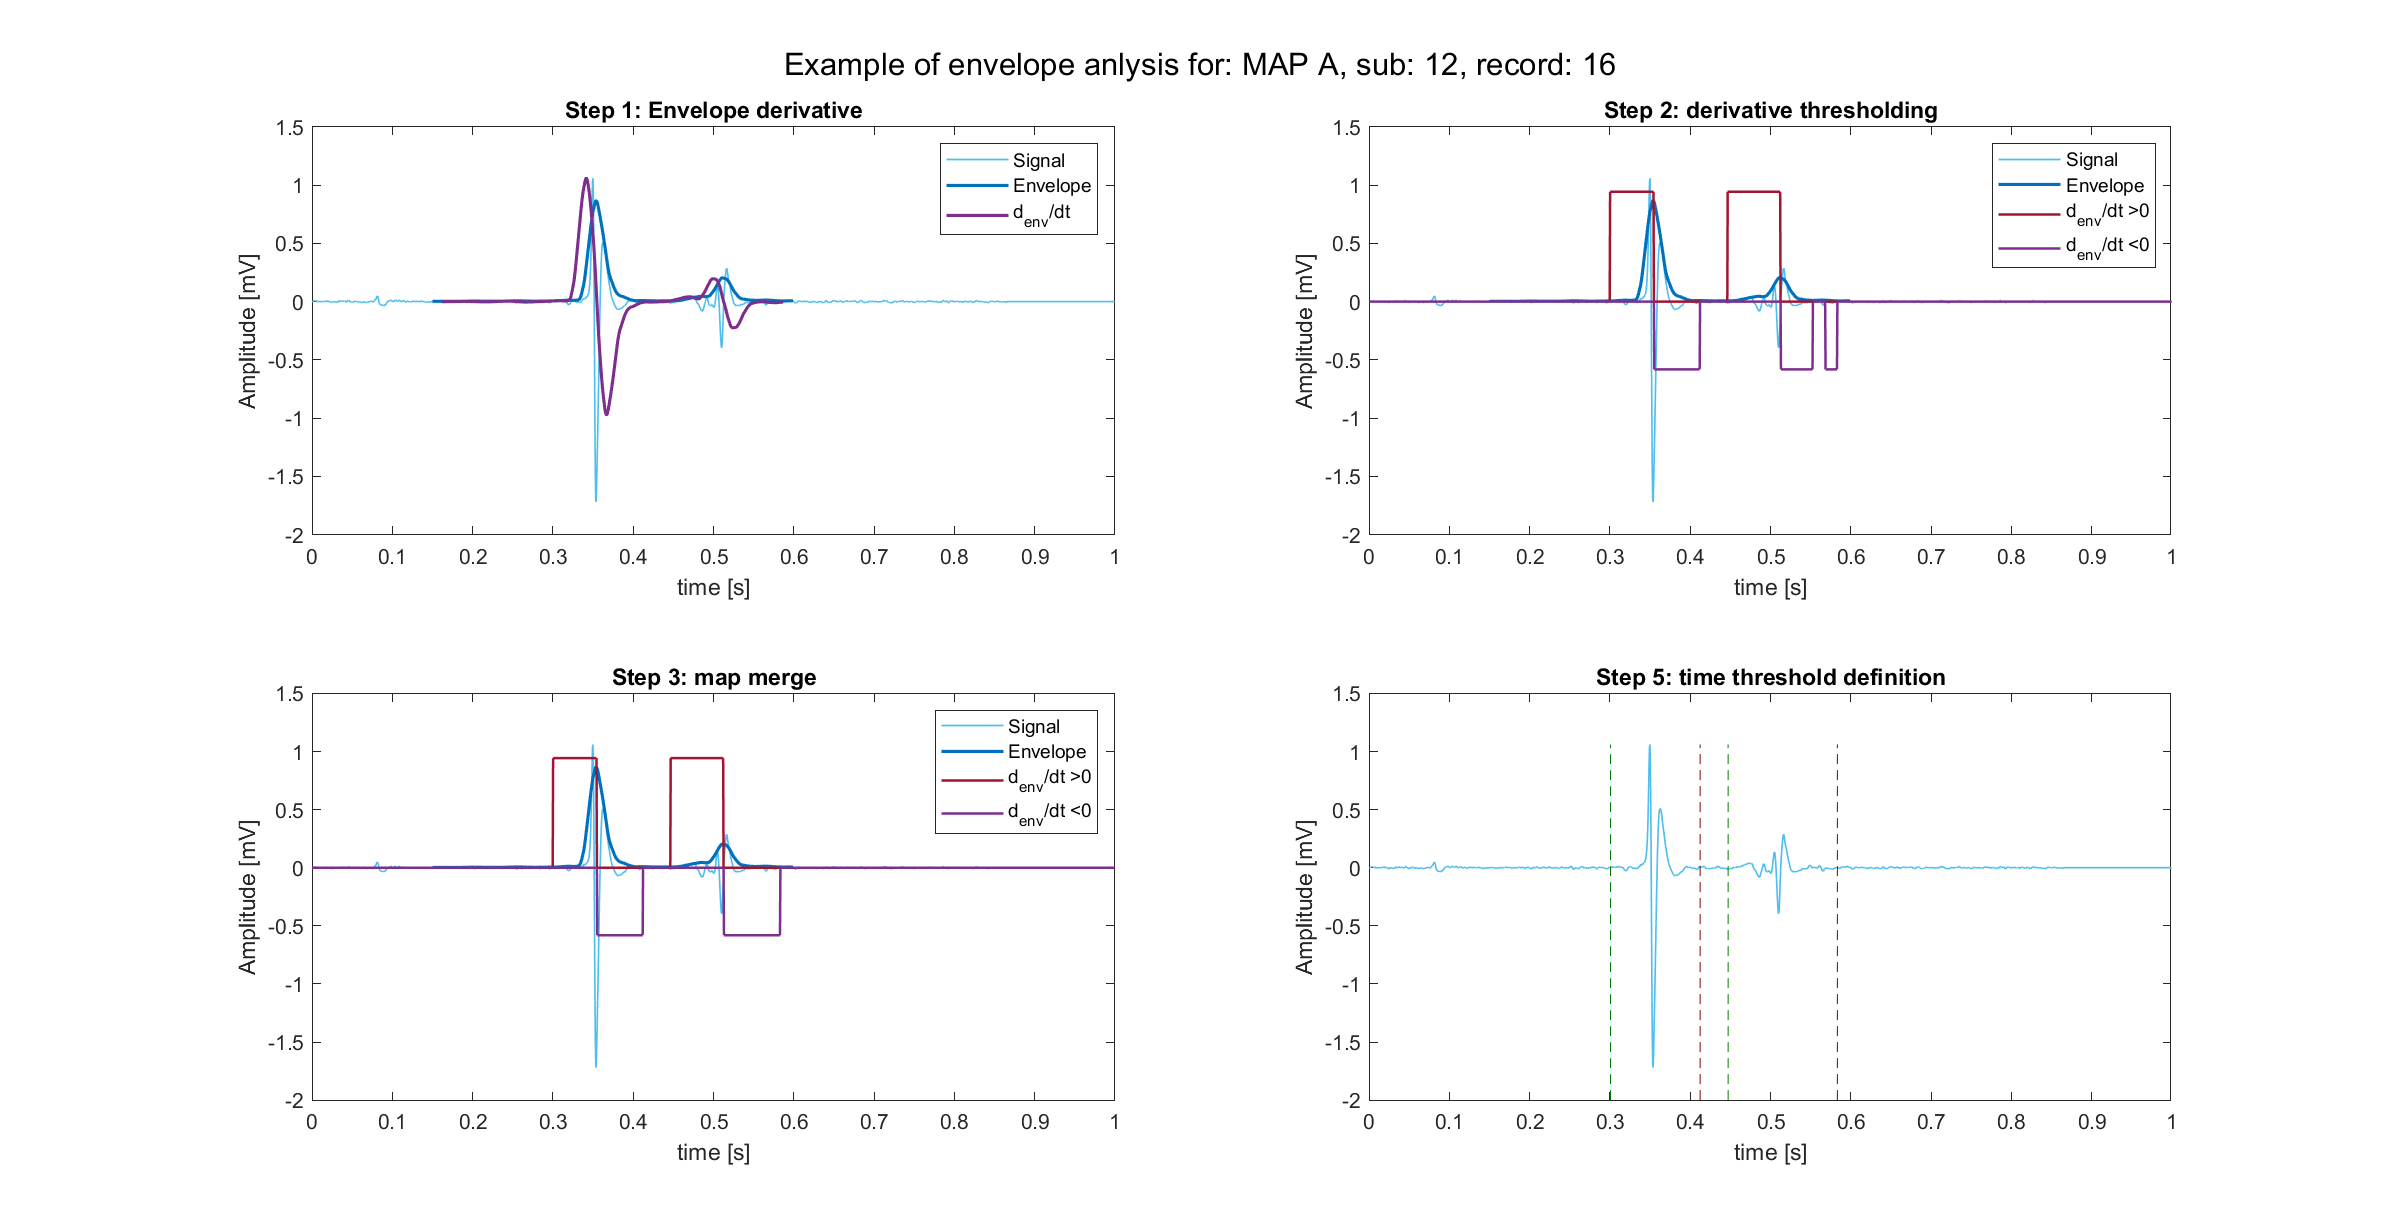 Example of envelope anlysis for: MAP A, sub: 12, record: 16
Step 1: Envelope derivative
1.5
1
0.5
0
-0.5
-1
-1.5
-2
Amplitude [mV]
0 0.1 0.2 0.3 0.4 0.5 0.6 0.7 0.8 0.9 1
time [s]
Signal
Envelope
d_env/dt
Step 2: derivative thresholding
1.5
1
0.5
0
-0.5
-1
-1.5
-2
Amplitude [mV]
0 0.1 0.2 0.3 0.4 0.5 0.6 0.7 0.8 0.9 1
time [s]
Signal
Envelope
d_env/dt >0
d_env/dt <0
Step 3: map merge
1.5
1
0.5
0
-0.5
-1
-1.5
-2
Amplitude [mV]
0 0.1 0.2 0.3 0.4 0.5 0.6 0.7 0.8 0.9 1
time [s]
Signal
Envelope
d_env/dt >0
d_env/dt <0
Step 5: time threshold definition
1.5
1
0.5
0
-0.5
-1
-1.5
-2
Amplitude [mV]
0 0.1 0.2 0.3 0.4 0.5 0.6 0.7 0.8 0.9 1
time [s]